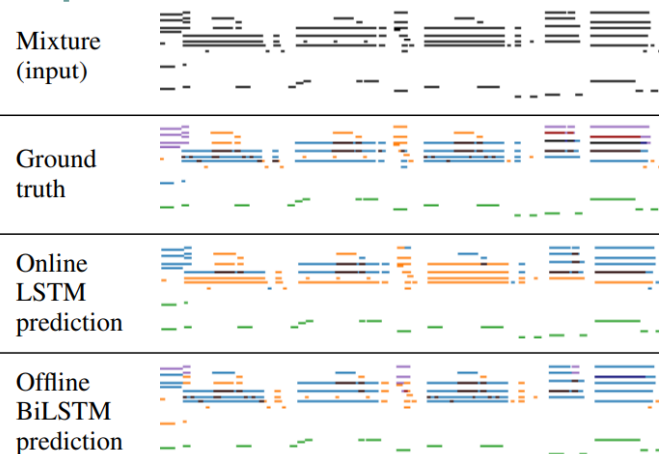 Mixture
(input)
Ground
truth
Online
LSTM
prediction
Offline
BiLSTM
prediction